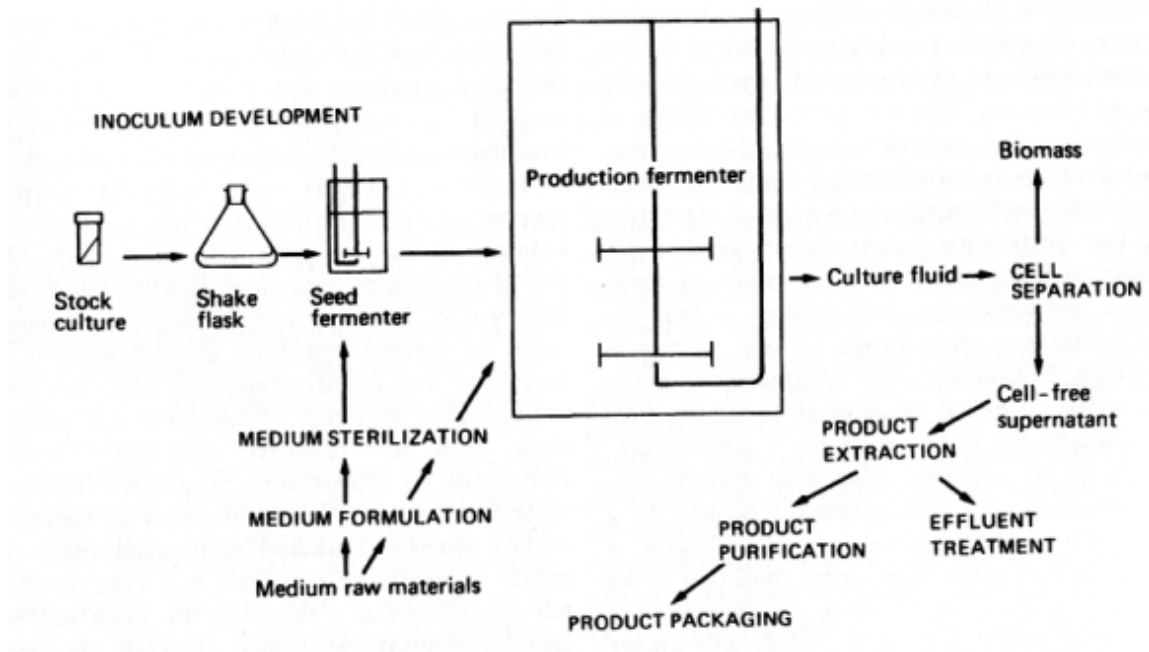 INOCULUM DEVELOPMENT
Stock
culture
Shake
flask
Seed
fermenter
Production fermenter
Culture fluid
Biomass
CELL
SEPARATION
Cell-free
supernatant
MEDIUM STERILIZATION
MEDIUM FORMULATION
Medium raw materials
PRODUCT
EXTRACTION
PRODUCT
PURIFICATION
EFFLUENT
TREATMENT
PRODUCT PACKAGING